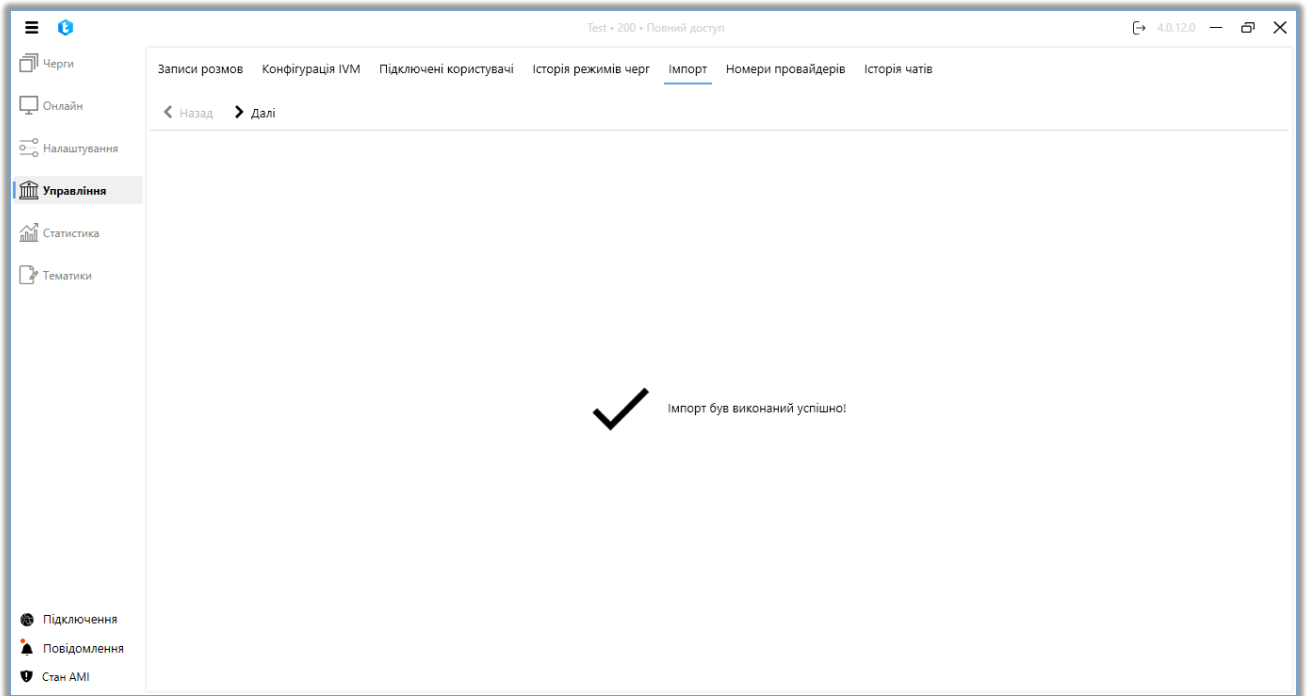 Test • 200 • Повний доступ
4.0.12.0
Черги
Онлайн
Налаштування
Управління
Статистика
Тематики
Записи розмов Конфігурація IVM Підключені користувачі Історія режимів черг Імпорт Номери провайдерів Історія чатів
Назад Далі
Імпорт був виконаний успішно!
Підключення
Повідомлення
Стан AMI